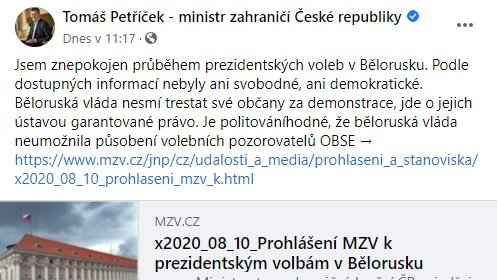 Tomáš Petříček - ministr zahraničí České republiky
Dnes v 11:17 ·
Jsem znepokojen průběhem prezidentských voleb v Bělorusku. Podle
dostupných informací nebyly ani svobodné, ani demokratické.
Běloruská vláda nesmí trestat své občany za demonstrace, jde o jejich
ústavou garantované právo. Je politováníhodné, že běloruská vláda
neumožnila působení volebních pozorovatelů OBSE →
https://www.mzv.cz/jnp/cz/udalosti_a_media/prohlaseni_a_stanoviska/
x2020_08_10_prohlaseni_mzv_k.html
MZV.CZ
x2020_08_10_Prohlášení MZV k
prezidentským volbám v Bělorusku